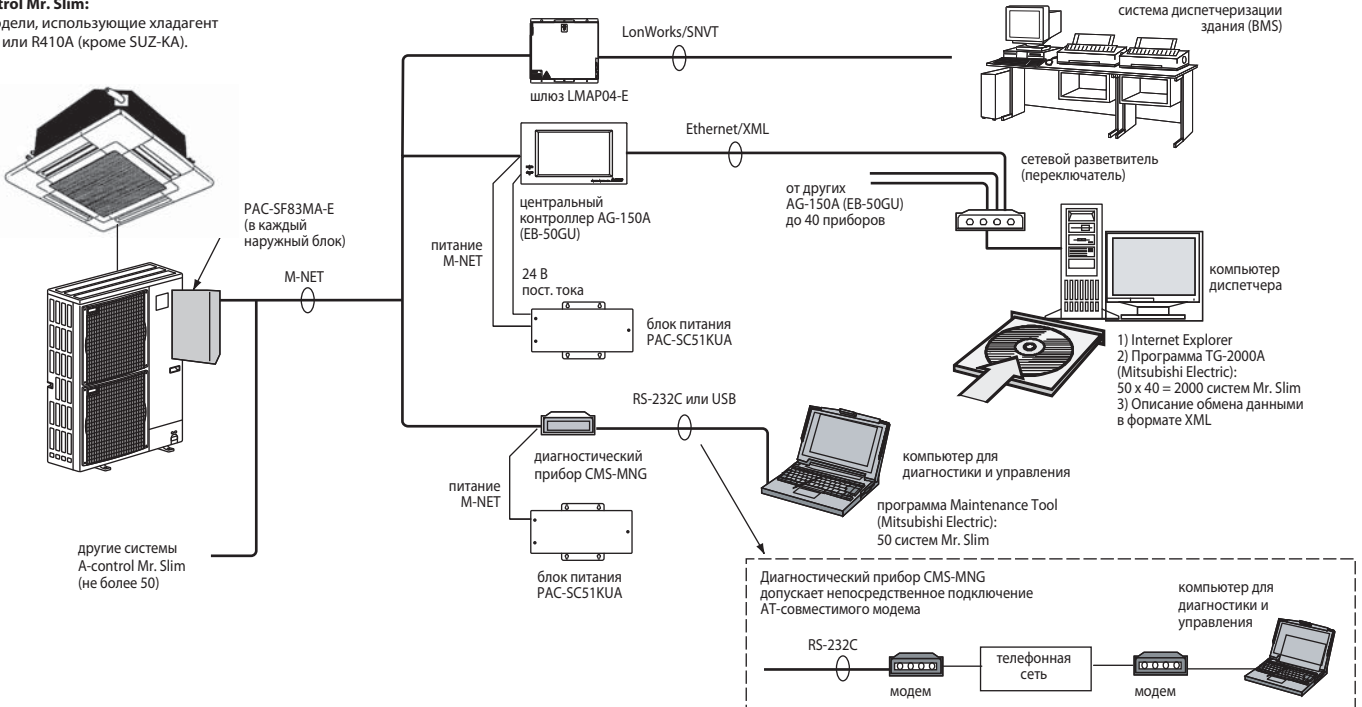 trol Mr. Slim:
дели, использующие хладагент
или R410A (кроме SUZ-KA).
PAC-SF83MA-E
(в каждый
наружный блок)
M-NET
другие системы
A-control Mr. Slim
(не более 50)
шлюз LMAP04-E
LonWorks/SNVT
система диспетчеризации
здания (BMS)
центральный
контроллер AG-150A
(EB-50GU)
Ethernet/XML
питание
M-NET
24 В
пост. тока
блок питания
PAC-SC51KUA
от других
AG-150A (EB-50GU)
до 40 приборов
сетевой разветвитель
(переключатель)
компьютер
диспетчера
1) Internet Explorer
2) Программа TG-2000A
(Mitsubishi Electric):
50 x 40 = 2000 систем Mr. Slim
3) Описание обмена данными
в формате XML
RS-232C или USB
диагностический
прибор CMS-MNG
питание
M-NET
блок питания
PAC-SC51KUA
компьютер для
диагностики и управления
программа Maintenance Tool
(Mitsubishi Electric):
50 систем Mr. Slim
Диагностический прибор CMS-MNG
допускает непосредственное подключение
АТ-совместимого модема
RS-232C
модем
телефонная
сеть
модем
компьютер для
диагностики и
управления